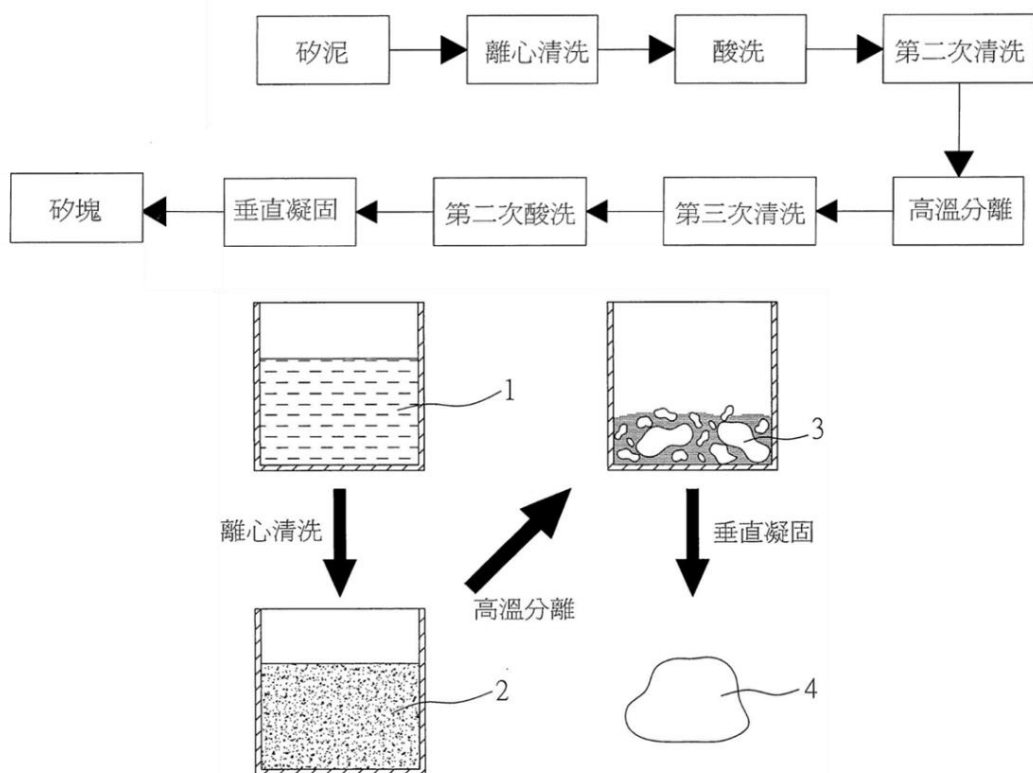 矽泥
離心清洗
酸洗
第二次清洗
高溫分離
第三次清洗
第二次酸洗
垂直凝固
矽塊
1
3
離心清洗
垂直凝固
高溫分離
2
4